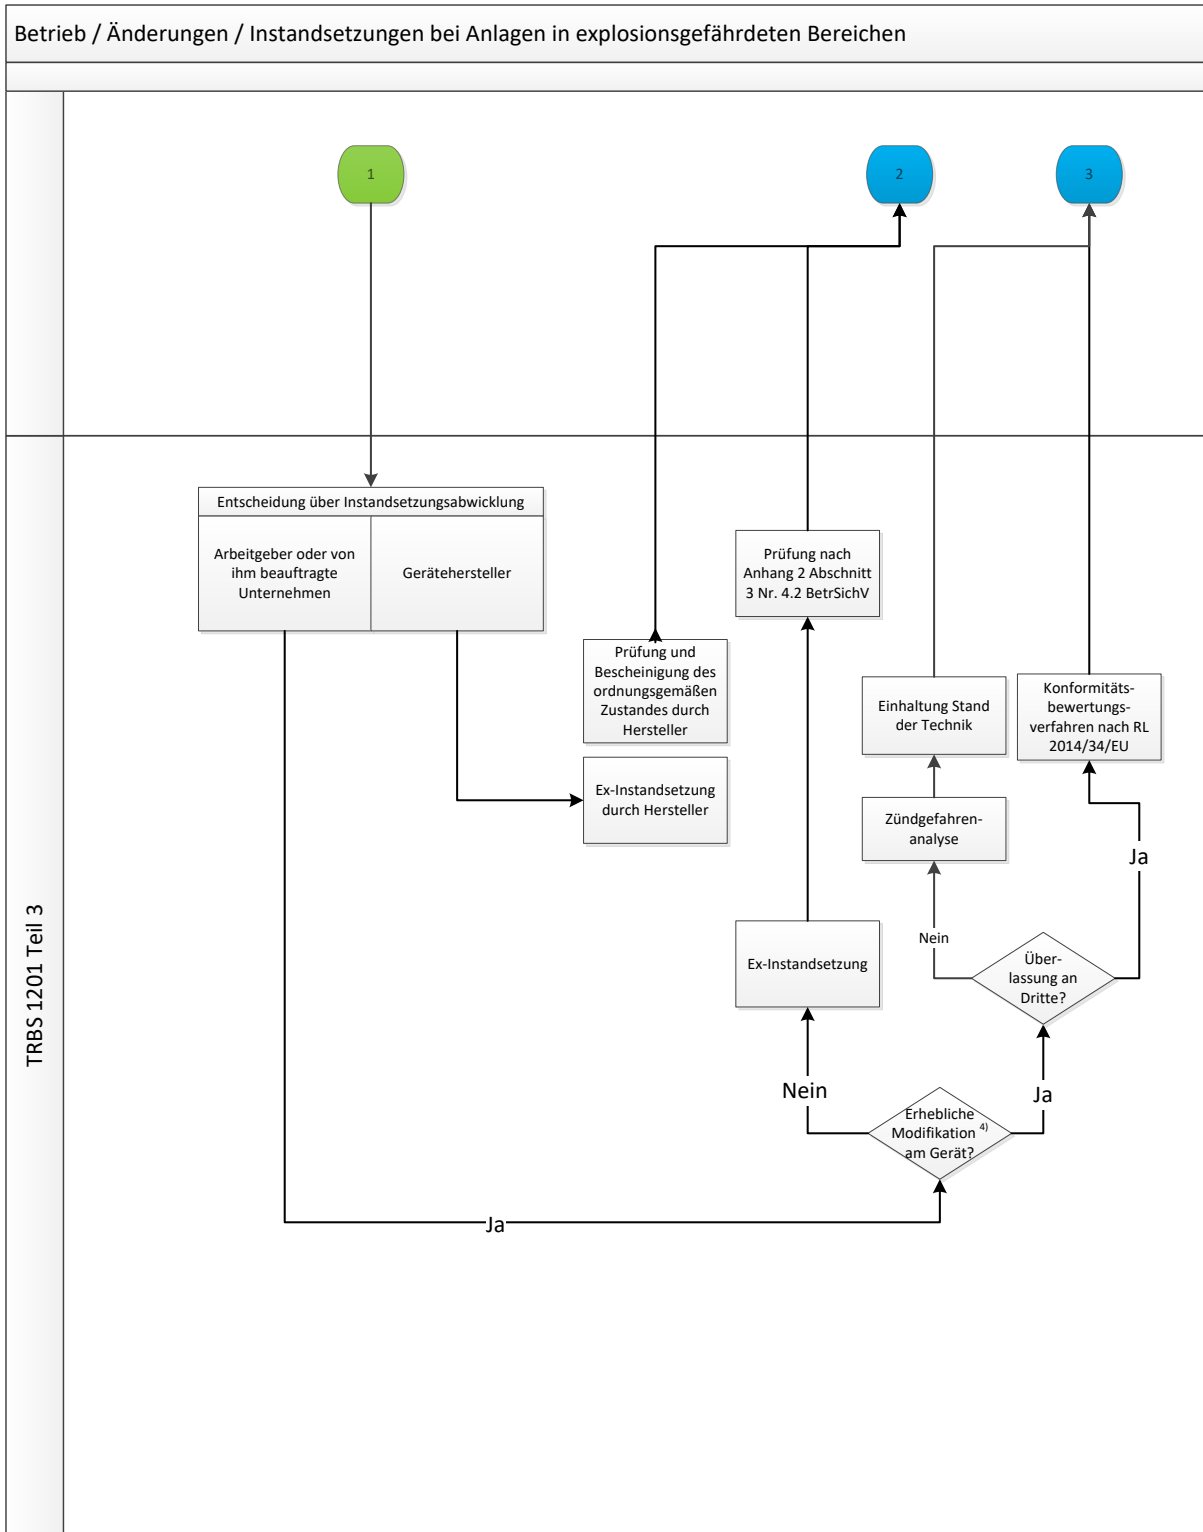 Betrieb / Änderungen / Instandsetzungen bei Anlagen in explosionsgefährdeten Bereichen
1
2
3
TRBS 1201 Teil 3
Entscheidung über Instandsetzungsabwicklung
Arbeitgeber oder von
ihm beauftragte
Unternehmen
Gerätehersteller
Prüfung und
Bescheinigung des
ordnungsgemäßen
Zustandes durch
Hersteller
Ex-Instandsetzung
durch Hersteller
Prüfung nach
Anhang 2 Abschnitt
3 Nr. 4.2 BetrSichV
Einhaltung Stand
der Technik
Konformitäts-
bewertungs-
verfahren nach RL
2014/34/EU
Zündgefahren-
analyse
Ja
Nein
Ex-Instandsetzung
Über-
lassung an
Dritte?
Nein
Ja
Erhebliche
Modifikation 4)
am Gerät?
Ja